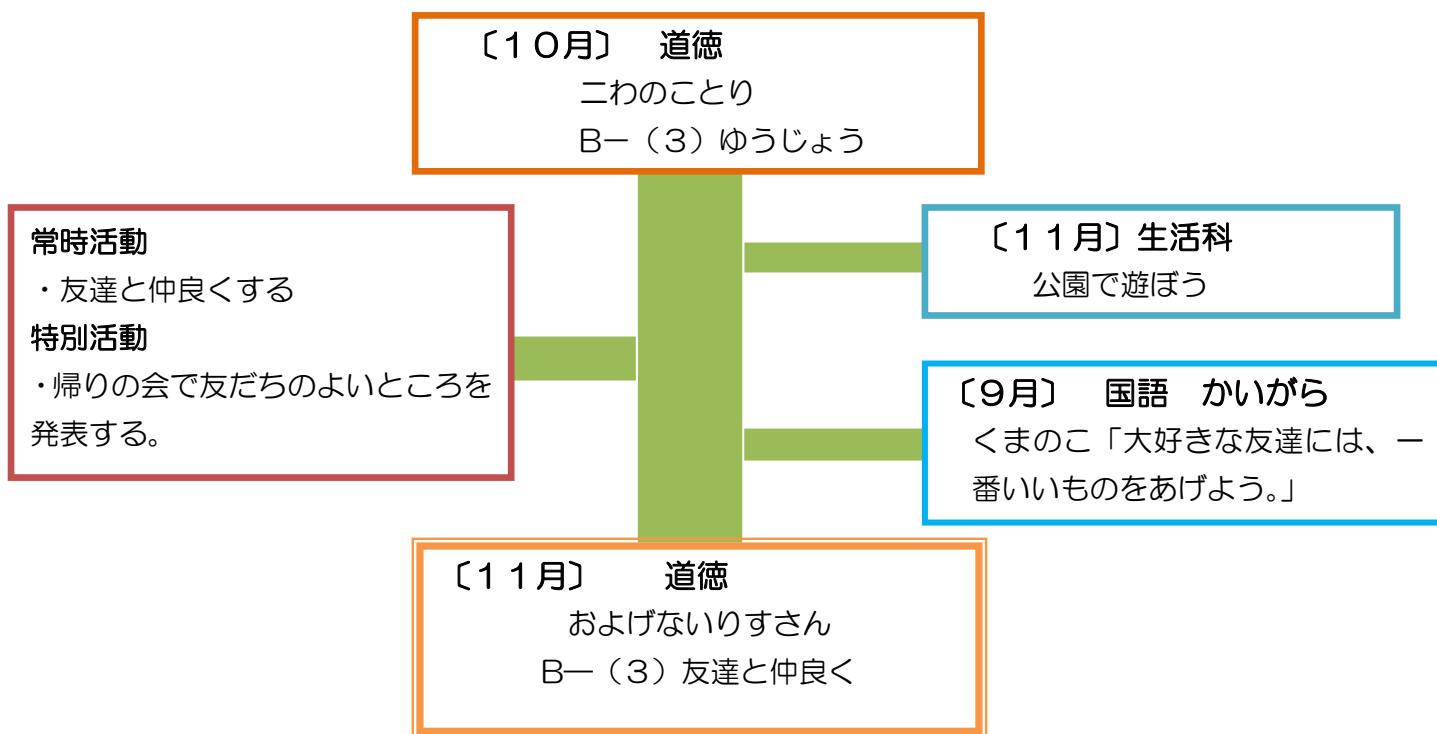 〔１０月〕　道徳
二わのことり
B－（３）ゆうじょう
常時活動
・友達と仲良くする
特別活動
・帰りの会で友だちのよいところを
発表する。
〔１１月〕生活科
公園で遊ぼう
〔９月〕　国語　かいがら
くまのこ「大好きな友達には、一
番いいものをあげよう。」
〔１１月〕　　道徳
およげないりすさん
B―（３）友達と仲良く